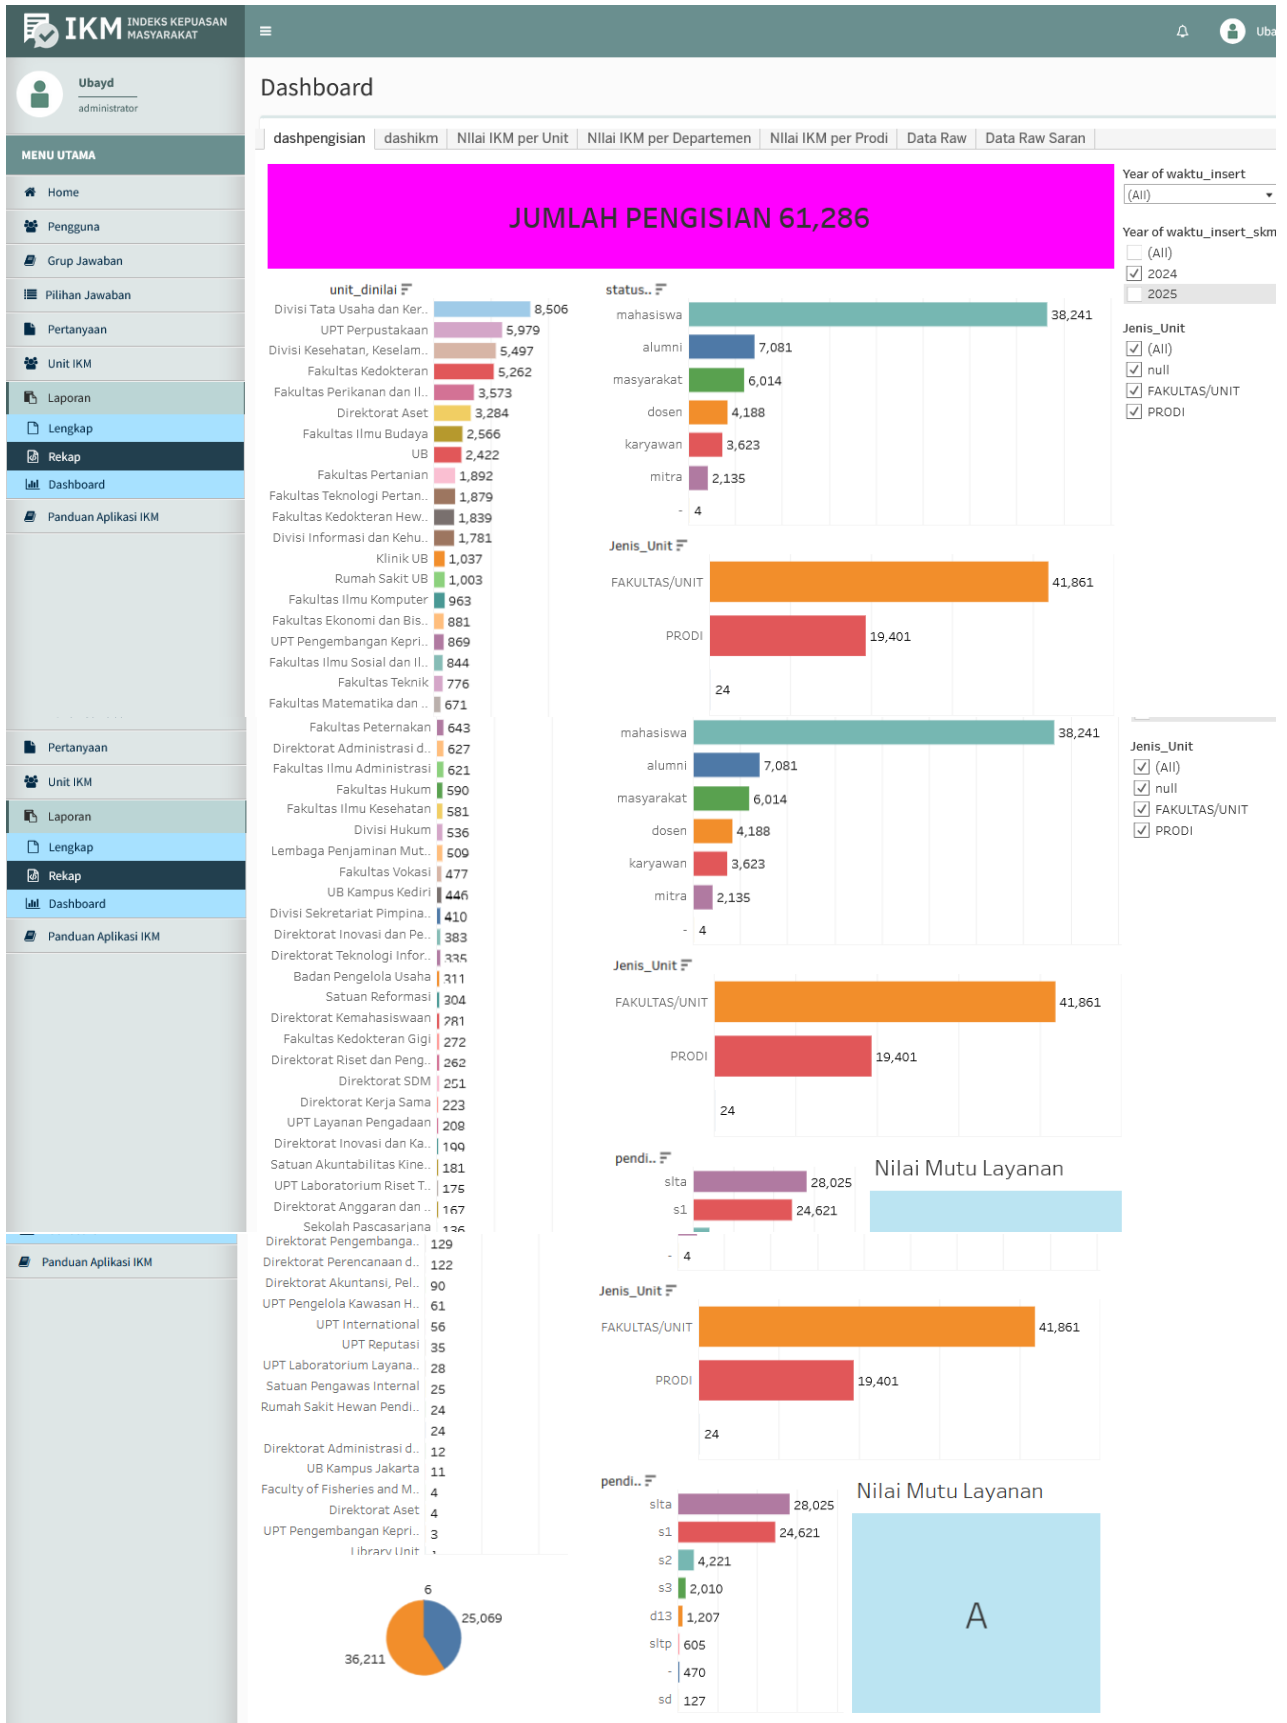 IKM INDEKS KEPUASAN MASYARAKAT
Ubayd
administrator
MENU UTAMA
Home
Pengguna
Grup Jawaban
Pilihan Jawaban
Pertanyaan
Unit IKM
Laporan
Lengkap
Rekap
Dashboard
Panduan Aplikasi IKM
Uba
Dashboard
dashpengisian dashikm NIlai IKM per Unit NIlai IKM per Departemen NIlai IKM per Prodi Data Raw Data Raw Saran
JUMLAH PENGISIAN 61,286
Year of waktu_insert
(All)
Year of waktu_insert_skm
(All)
2024
2025
Jenis_Unit
(All)
null
FAKULTAS/UNIT
PRODI
unit_dinilai
Divisi Tata Usaha dan Ker.. 8,506
UPT Perpustakaan 5,979
Divisi Kesehatan, Keselam.. 5,497
Fakultas Kedokteran 5,262
Fakultas Perikanan dan Il.. 3,573
Direktorat Aset 3,284
Fakultas Ilmu Budaya 2,566
UB 2,422
Fakultas Pertanian 1,892
Fakultas Teknologi Pertan.. 1,879
Fakultas Kedokteran Hew.. 1,839
Divisi Informasi dan Kehu.. 1,781
Klinik UB 1,037
Rumah Sakit UB 1,003
Fakultas Ilmu Komputer 963
Fakultas Ekonomi dan Bis.. 881
UPT Pengembangan Kepri.. 869
Fakultas Ilmu Sosial dan Il.. 844
Fakultas Teknik 776
Fakultas Matematika dan .. 671
status..
mahasiswa 38,241
alumni 7,081
masyarakat 6,014
dosen 4,188
karyawan 3,623
mitra 2,135
- 4
Jenis_Unit
FAKULTAS/UNIT 41,861
PRODI 19,401
24
Pertanyaan
Unit IKM
Laporan
Lengkap
Rekap
Dashboard
Panduan Aplikasi IKM
Fakultas Peternakan 643
Direktorat Administrasi d.. 627
Fakultas Ilmu Administrasi 621
Fakultas Hukum 590
Fakultas Ilmu Kesehatan 581
Divisi Hukum 536
Lembaga Penjaminan Mut.. 509
Fakultas Vokasi 477
UB Kampus Kediri 446
Divisi Sekretariat Pimpina.. 410
Direktorat Inovasi dan Pe.. 383
Direktorat Teknologi Infor.. 335
Badan Pengelola Usaha 311
Satuan Reformasi 304
Direktorat Kemahasiswaan 281
Fakultas Kedokteran Gigi 272
Direktorat Riset dan Peng.. 262
Direktorat SDM 251
Direktorat Kerja Sama 223
UPT Layanan Pengadaan 208
Direktorat Inovasi dan Ka.. 199
Satuan Akuntabilitas Kine.. 181
UPT Laboratorium Riset T.. 175
Direktorat Anggaran dan .. 167
Sekolah Pascasarjana 136
mahasiswa 38,241
alumni 7,081
masyarakat 6,014
dosen 4,188
karyawan 3,623
mitra 2,135
- 4
Jenis_Unit
FAKULTAS/UNIT 41,861
PRODI 19,401
24
pendi..
slta 28,025
s1 24,621
Nilai Mutu Layanan
Jenis_Unit
(All)
null
FAKULTAS/UNIT
PRODI
Panduan Aplikasi IKM
Direktorat Pengembanga.. 129
Direktorat Perencanaan d.. 122
Direktorat Akuntansi, Pel.. 90
UPT Pengelola Kawasan H.. 61
UPT International 56
UPT Reputasi 35
UPT Laboratorium Layana.. 28
Satuan Pengawas Internal 25
Rumah Sakit Hewan Pendi.. 24
24
Direktorat Administrasi d.. 12
UB Kampus Jakarta 11
Faculty of Fisheries and M.. 4
Direktorat Aset 4
UPT Pengembangan Kepri.. 3
Library Unit
6
25,069
36,211
- 4
Jenis_Unit
FAKULTAS/UNIT 41,861
PRODI 19,401
24
pendi..
slta 28,025
s1 24,621
s2 4,221
s3 2,010
d13 1,207
sltp 605
- 470
sd 127
Nilai Mutu Layanan
A